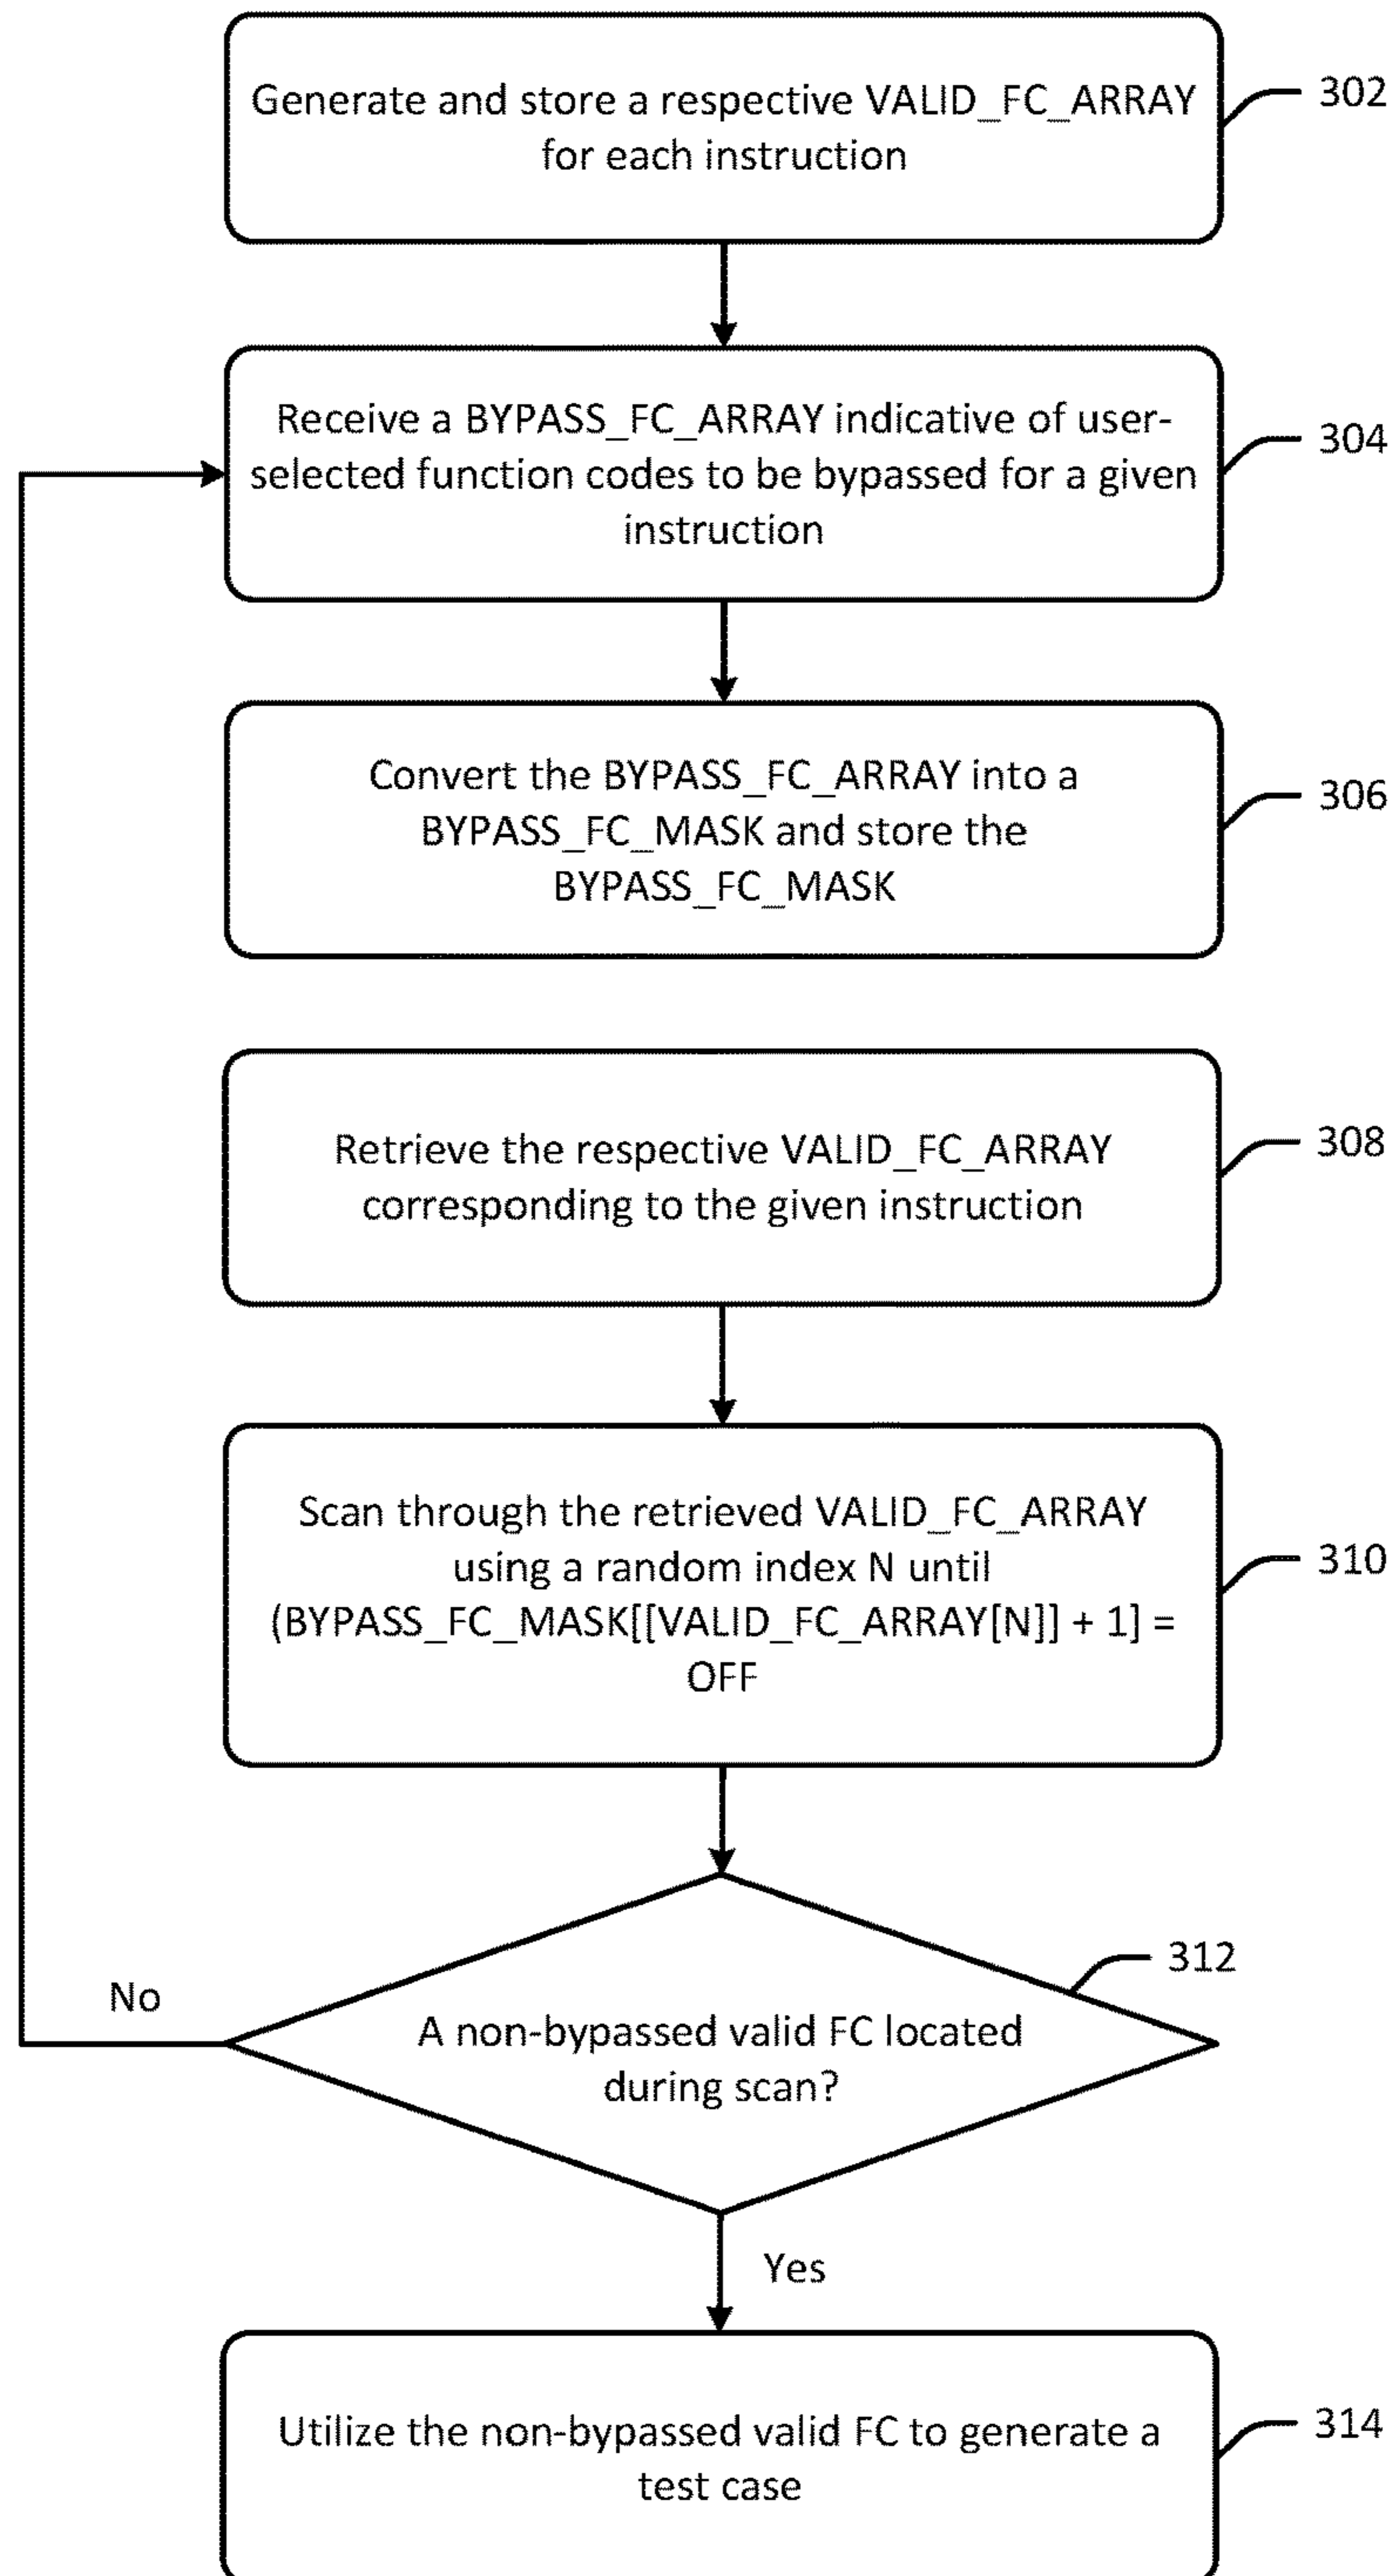 Generate and store a respective VALID_FC_ARRAY
for each instruction
302
Receive a BYPASS_FC_ARRAY indicative of user-
selected function codes to be bypassed for a given
instruction
304
Convert the BYPASS_FC_ARRAY into a
BYPASS_FC_MASK and store the
BYPASS_FC_MASK
306
Retrieve the respective VALID_FC_ARRAY
corresponding to the given instruction
308
Scan through the retrieved VALID_FC_ARRAY
using a random index N until
(BYPASS_FC_MASK[[VALID_FC_ARRAY[N]] + 1] =
OFF
310
312
No
A non-bypassed valid FC located
during scan?
Yes
Utilize the non-bypassed valid FC to generate a
test case
314